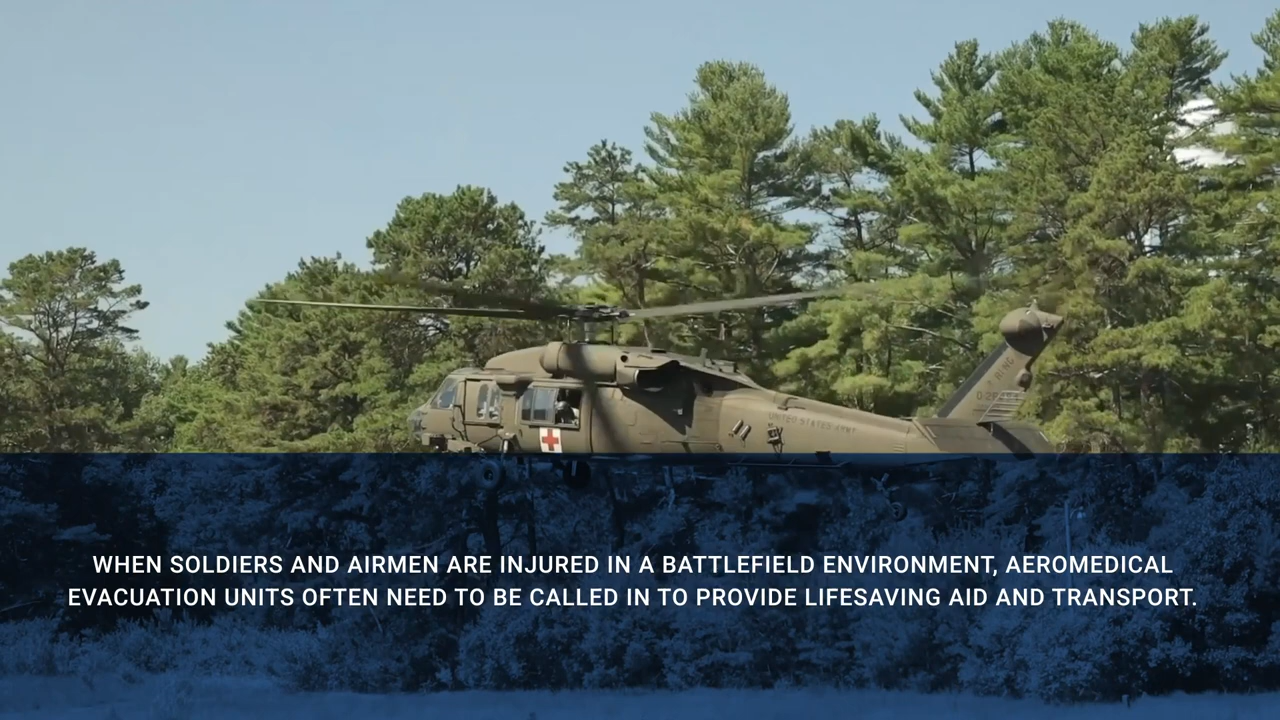 UNITED STATES ARMY
WHEN SOLDIERS AND AIRMEN ARE INJURED IN A BATTLEFIELD ENVIRONMENT, AEROMEDICAL
EVACUATION UNITS OFTEN NEED TO BE CALLED IN TO PROVIDE LIFESAVING AID AND TRANSPORT.